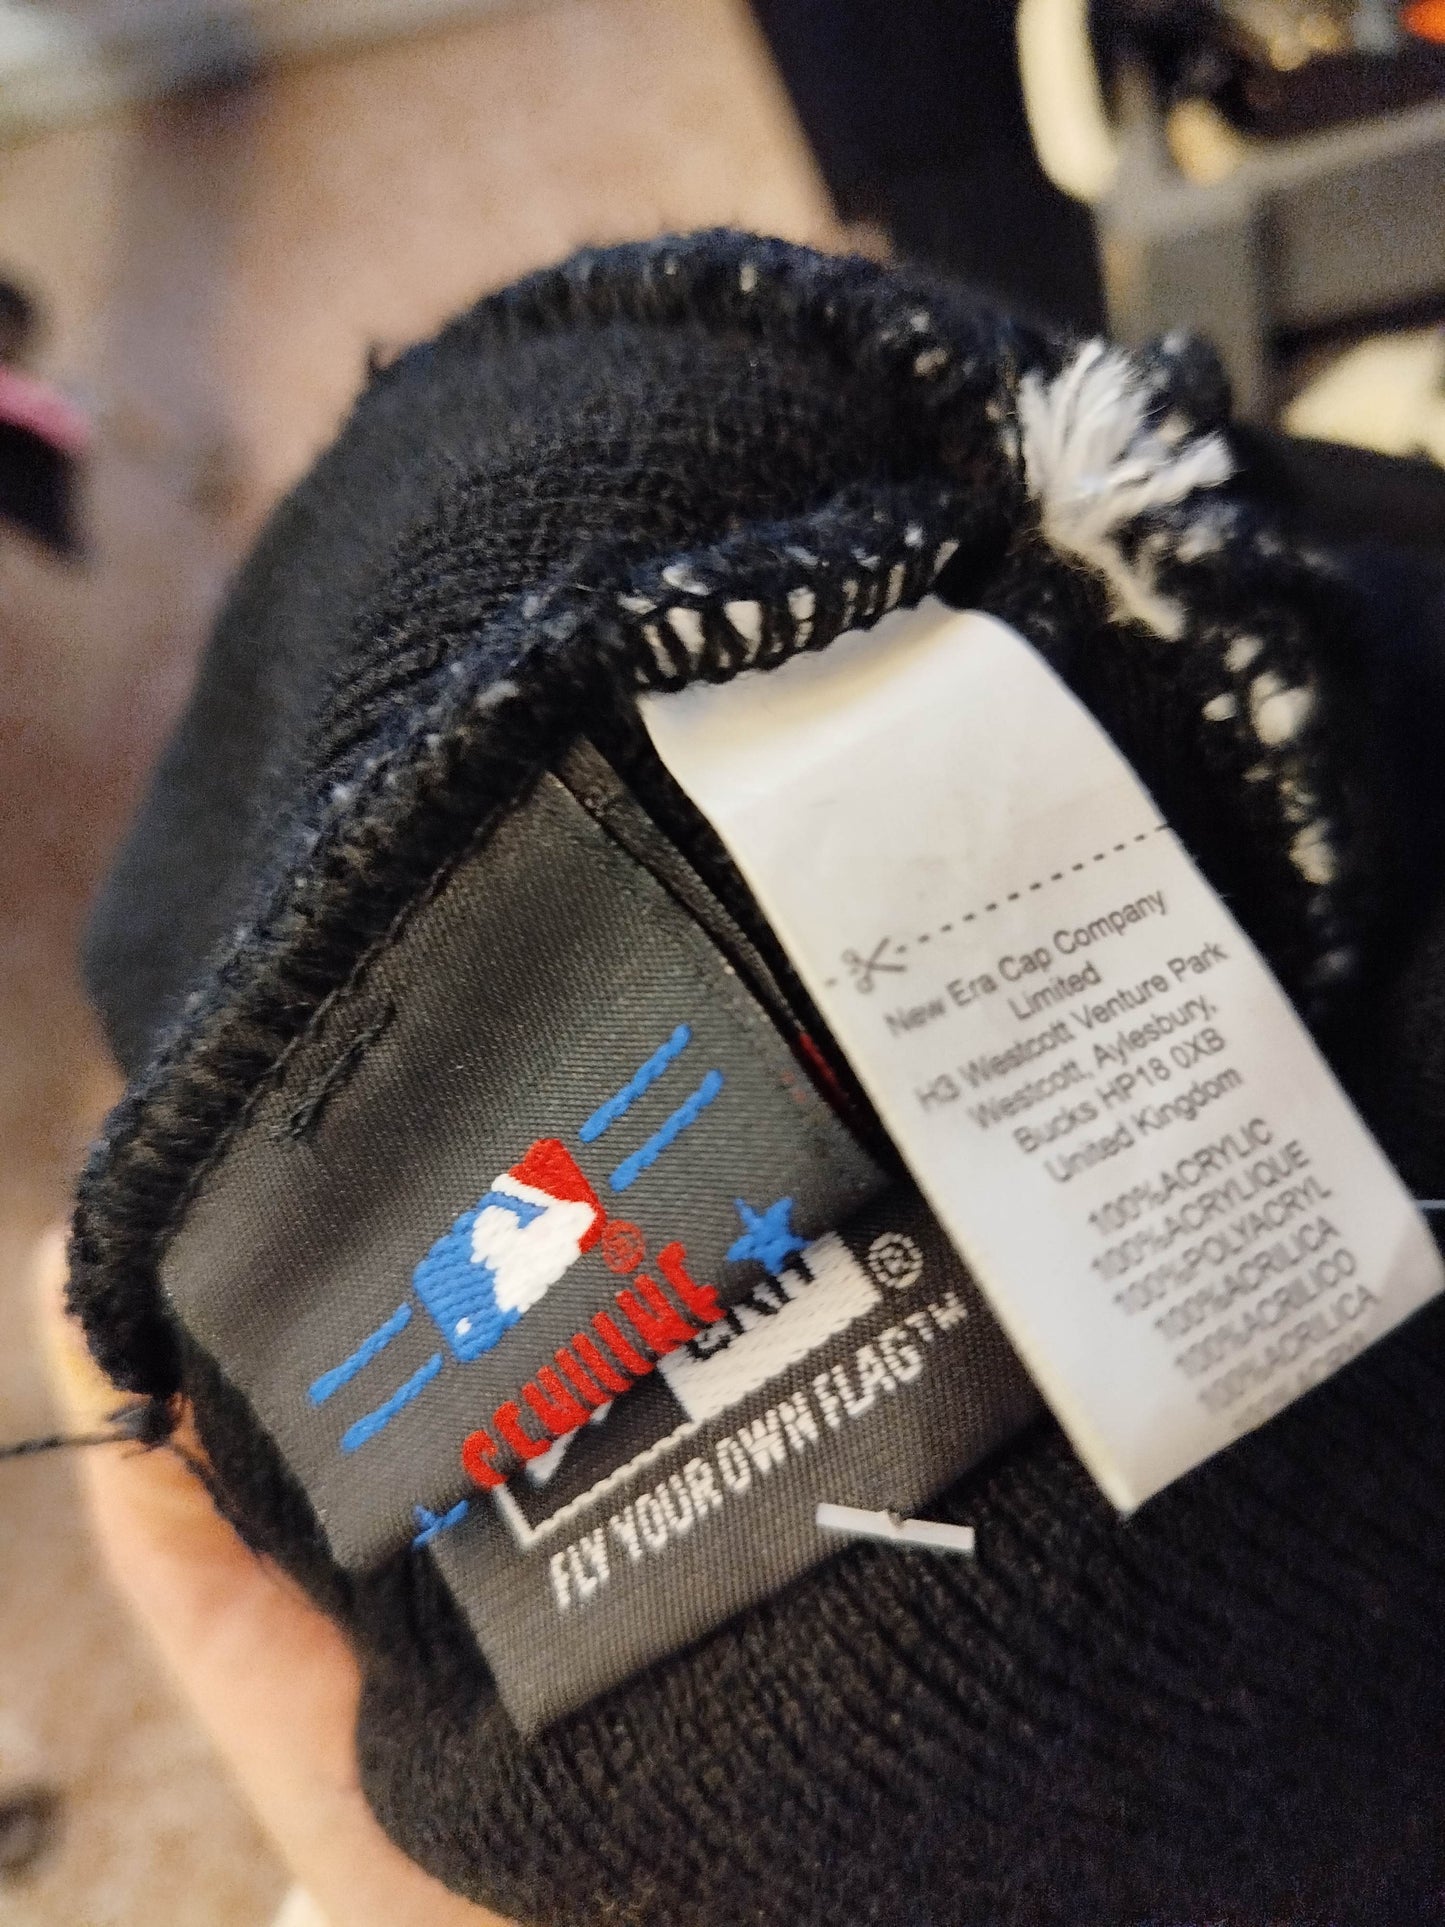 New Era Cap Company
Limited
H3 Westcott Venture Park
Westcott, Aylesbury,
Bucks HP18 0XB
United Kingdom
100%ACRYLIC
100%ACRYLIQUE
100%POLYACRYL
100%ACRILICA
100%ACRILICO
100%ACRILICA
®
®
FLY YOUR OWN FLAG™